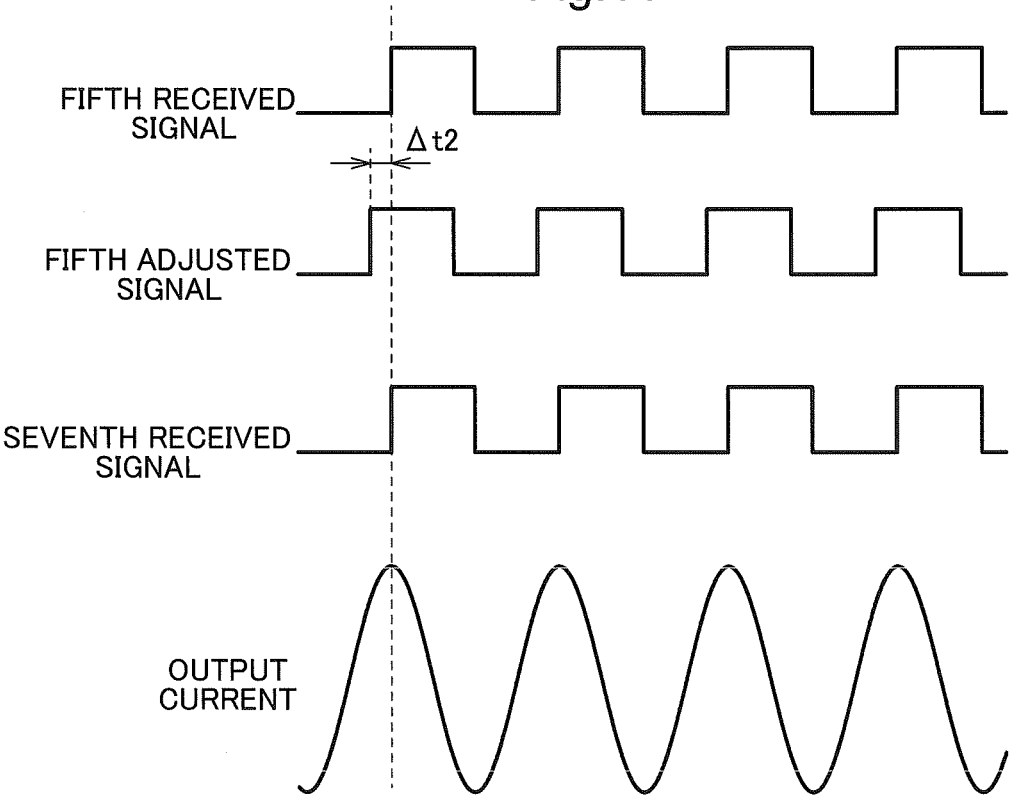 FIFTH RECEIVED
SIGNAL
Δt2
FIFTH ADJUSTED
SIGNAL
SEVENTH RECEIVED
SIGNAL
OUTPUT
CURRENT